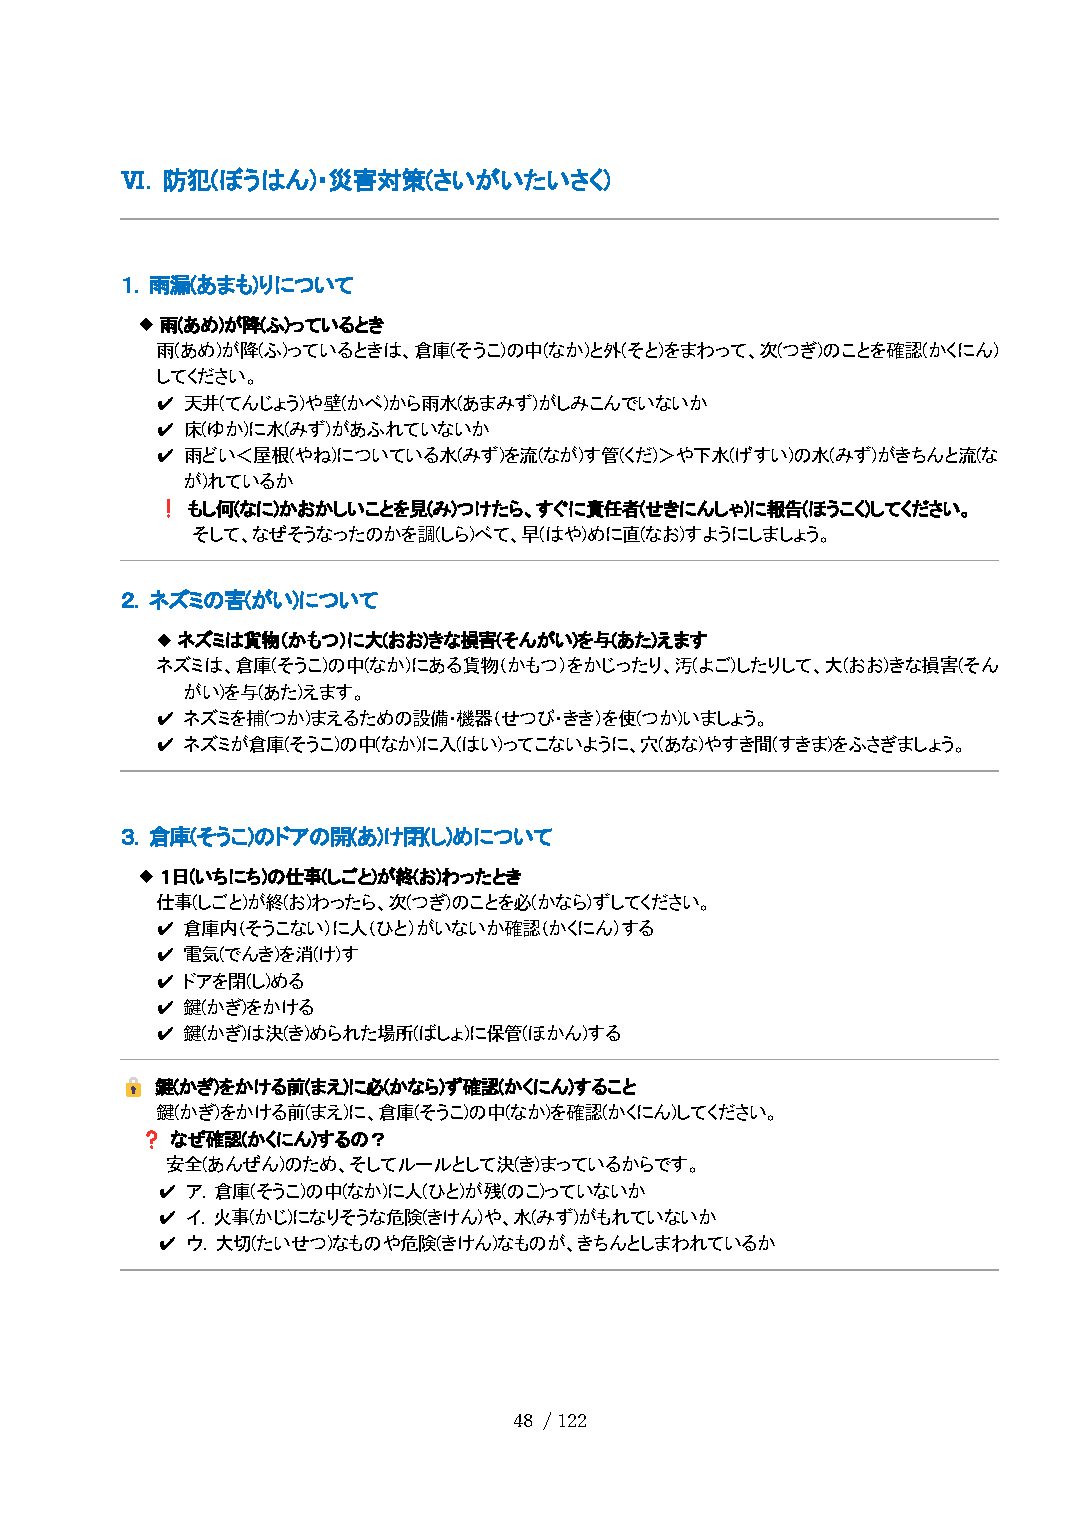 Ⅵ. 防犯(ぼうはん)・災害対策(さいがいたいさく)
1. 雨漏(あまも)りについて
◆ 雨(あめ)が降(ふ)っているとき
雨(あめ)が降(ふ)っているときは、倉庫(そうこ)の中(なか)と外(そと)をまわって、次(つぎ)のことを確認(かくにん)
してください。
✔ 天井(てんじょう)や壁(かべ)から雨水(あまみず)がしみこんでいないか
✔ 床(ゆか)に水(みず)があふれていないか
✔ 雨どい＜屋根(やね)についている水(みず)を流(なが)す管(くだ)＞や下水(げすい)の水(みず)がきちんと流(な
が)れているか
❗ もし何(なに)かおかしいことを見(み)つけたら、すぐに責任者(せきにんしゃ)に報告(ほうこく)してください。
そして、なぜそうなったのかを調(しら)べて、早(はや)めに直(なお)すようにしましょう。
2. ネズミの害(がい)について
◆ ネズミは貨物（かもつ）に大(おお)きな損害(そんがい)を与(あた)えます
ネズミは、倉庫(そうこ)の中(なか)にある貨物（かもつ）をかじったり、汚(よご)したりして、大(おお)きな損害(そん
がい)を与(あた)えます。
✔ ネズミを捕(つか)まえるための設備・機器（せつび・きき）を使(つか)いましょう。
✔ ネズミが倉庫(そうこ)の中(なか)に入(はい)ってこないように、穴(あな)やすき間(すきま)をふさぎましょう。
3. 倉庫(そうこ)のドアの開(あ)け閉(し)めについて
◆ 1日(いちにち)の仕事(しごと)が終(お)わったとき
仕事(しごと)が終(お)わったら、次(つぎ)のことを必(かなら)ずしてください。
✔ 倉庫内（そうこない）に人（ひと）がいないか確認（かくにん）する
✔ 電気(でんき)を消(け)す
✔ ドアを閉(し)める
✔ 鍵(かぎ)をかける
✔ 鍵(かぎ)は決(き)められた場所(ばしょ)に保管(ほかん)する
🔒 鍵(かぎ)をかける前(まえ)に必(かなら)ず確認(かくにん)すること
鍵(かぎ)をかける前(まえ)に、倉庫(そうこ)の中(なか)を確認(かくにん)してください。
❓ なぜ確認(かくにん)するの？
安全(あんぜん)のため、そしてルールとして決(き)まっているからです。
✔ ア. 倉庫(そうこ)の中(なか)に人(ひと)が残(のこ)っていないか
✔ イ. 火事(かじ)になりそうな危険(きけん)や、水(みず)がもれていないか
✔ ウ. 大切(たいせつ)なものや危険(きけん)なものが、きちんとしまわれているか
48 / 122